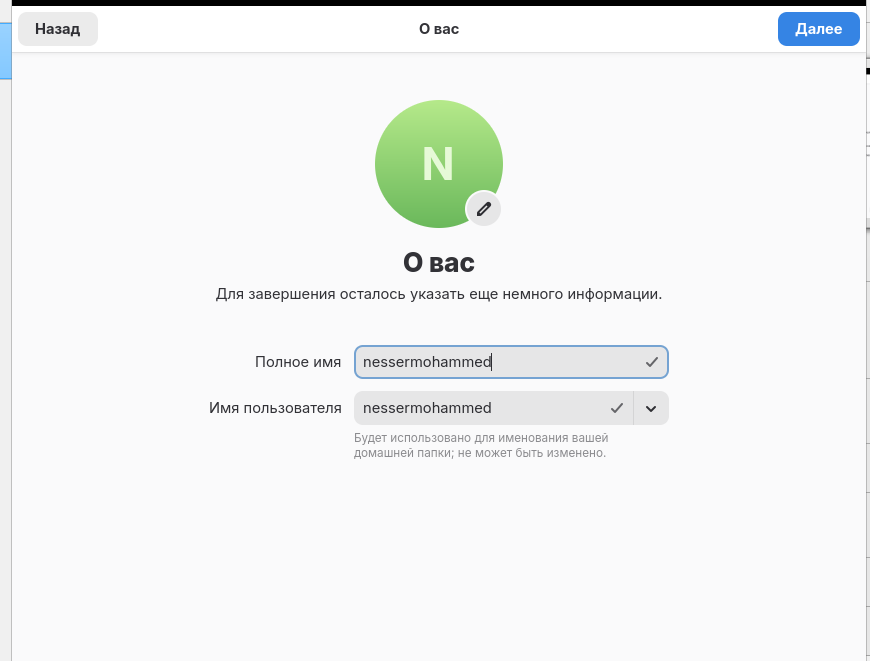 Назад
О вас
Далее
N
О вас
Для завершения осталось указать еще немного информации.
Полное имя
nessermohammed
Имя пользователя
nessermohammed
Будет использовано для именования вашей
домашней папки; не может быть изменено.